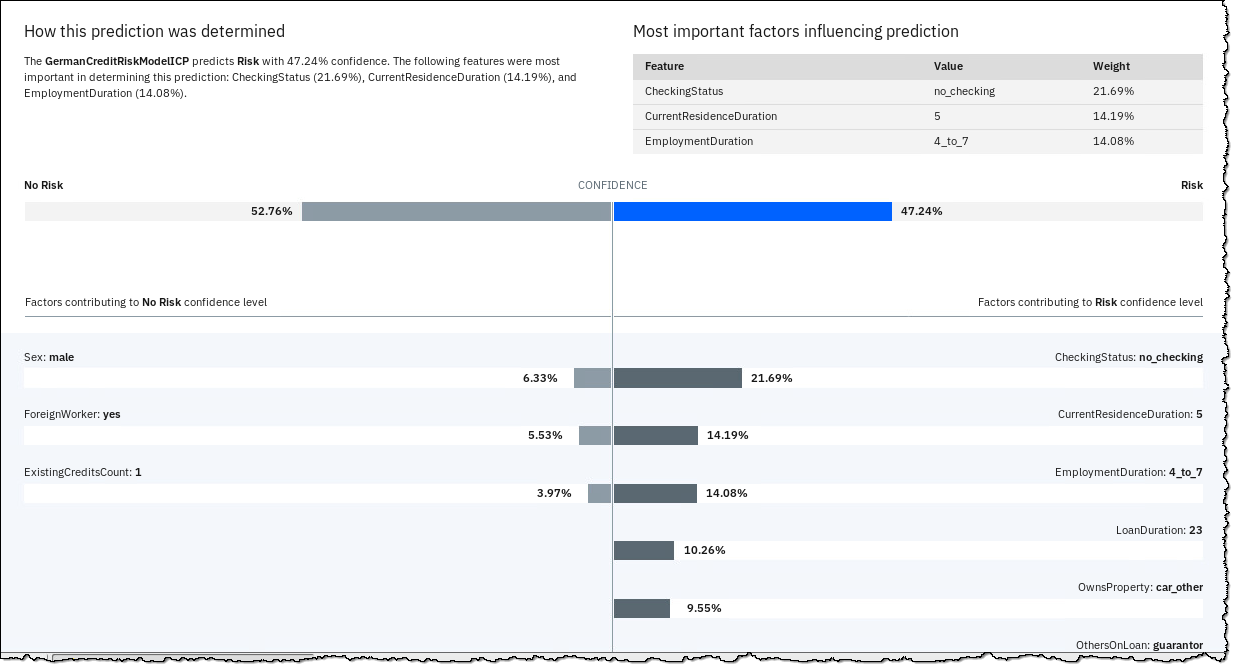 How this prediction was determined
The GermanCreditRiskModelICP predicts Risk with 47.24% confidence. The following features were most
important in determining this prediction: CheckingStatus (21.69%), CurrentResidenceDuration (14.19%), and
EmploymentDuration (14.08%).
Most important factors influencing prediction
Feature Value Weight
CheckingStatus no_checking 21.69%
CurrentResidenceDuration 5 14.19%
EmploymentDuration 4_to_7 14.08%
No Risk CONFIDENCE Risk
52.76% 47.24%
Factors contributing to No Risk confidence level Factors contributing to Risk confidence level
Sex: male CheckingStatus: no_checking
6.33% 21.69%
ForeignWorker: yes CurrentResidenceDuration: 5
5.53% 14.19%
ExistingCreditsCount: 1 EmploymentDuration: 4_to_7
3.97% 14.08%
LoanDuration: 23
10.26%
OwnsProperty: car_other
9.55%
OthersOnLoan: guarantor